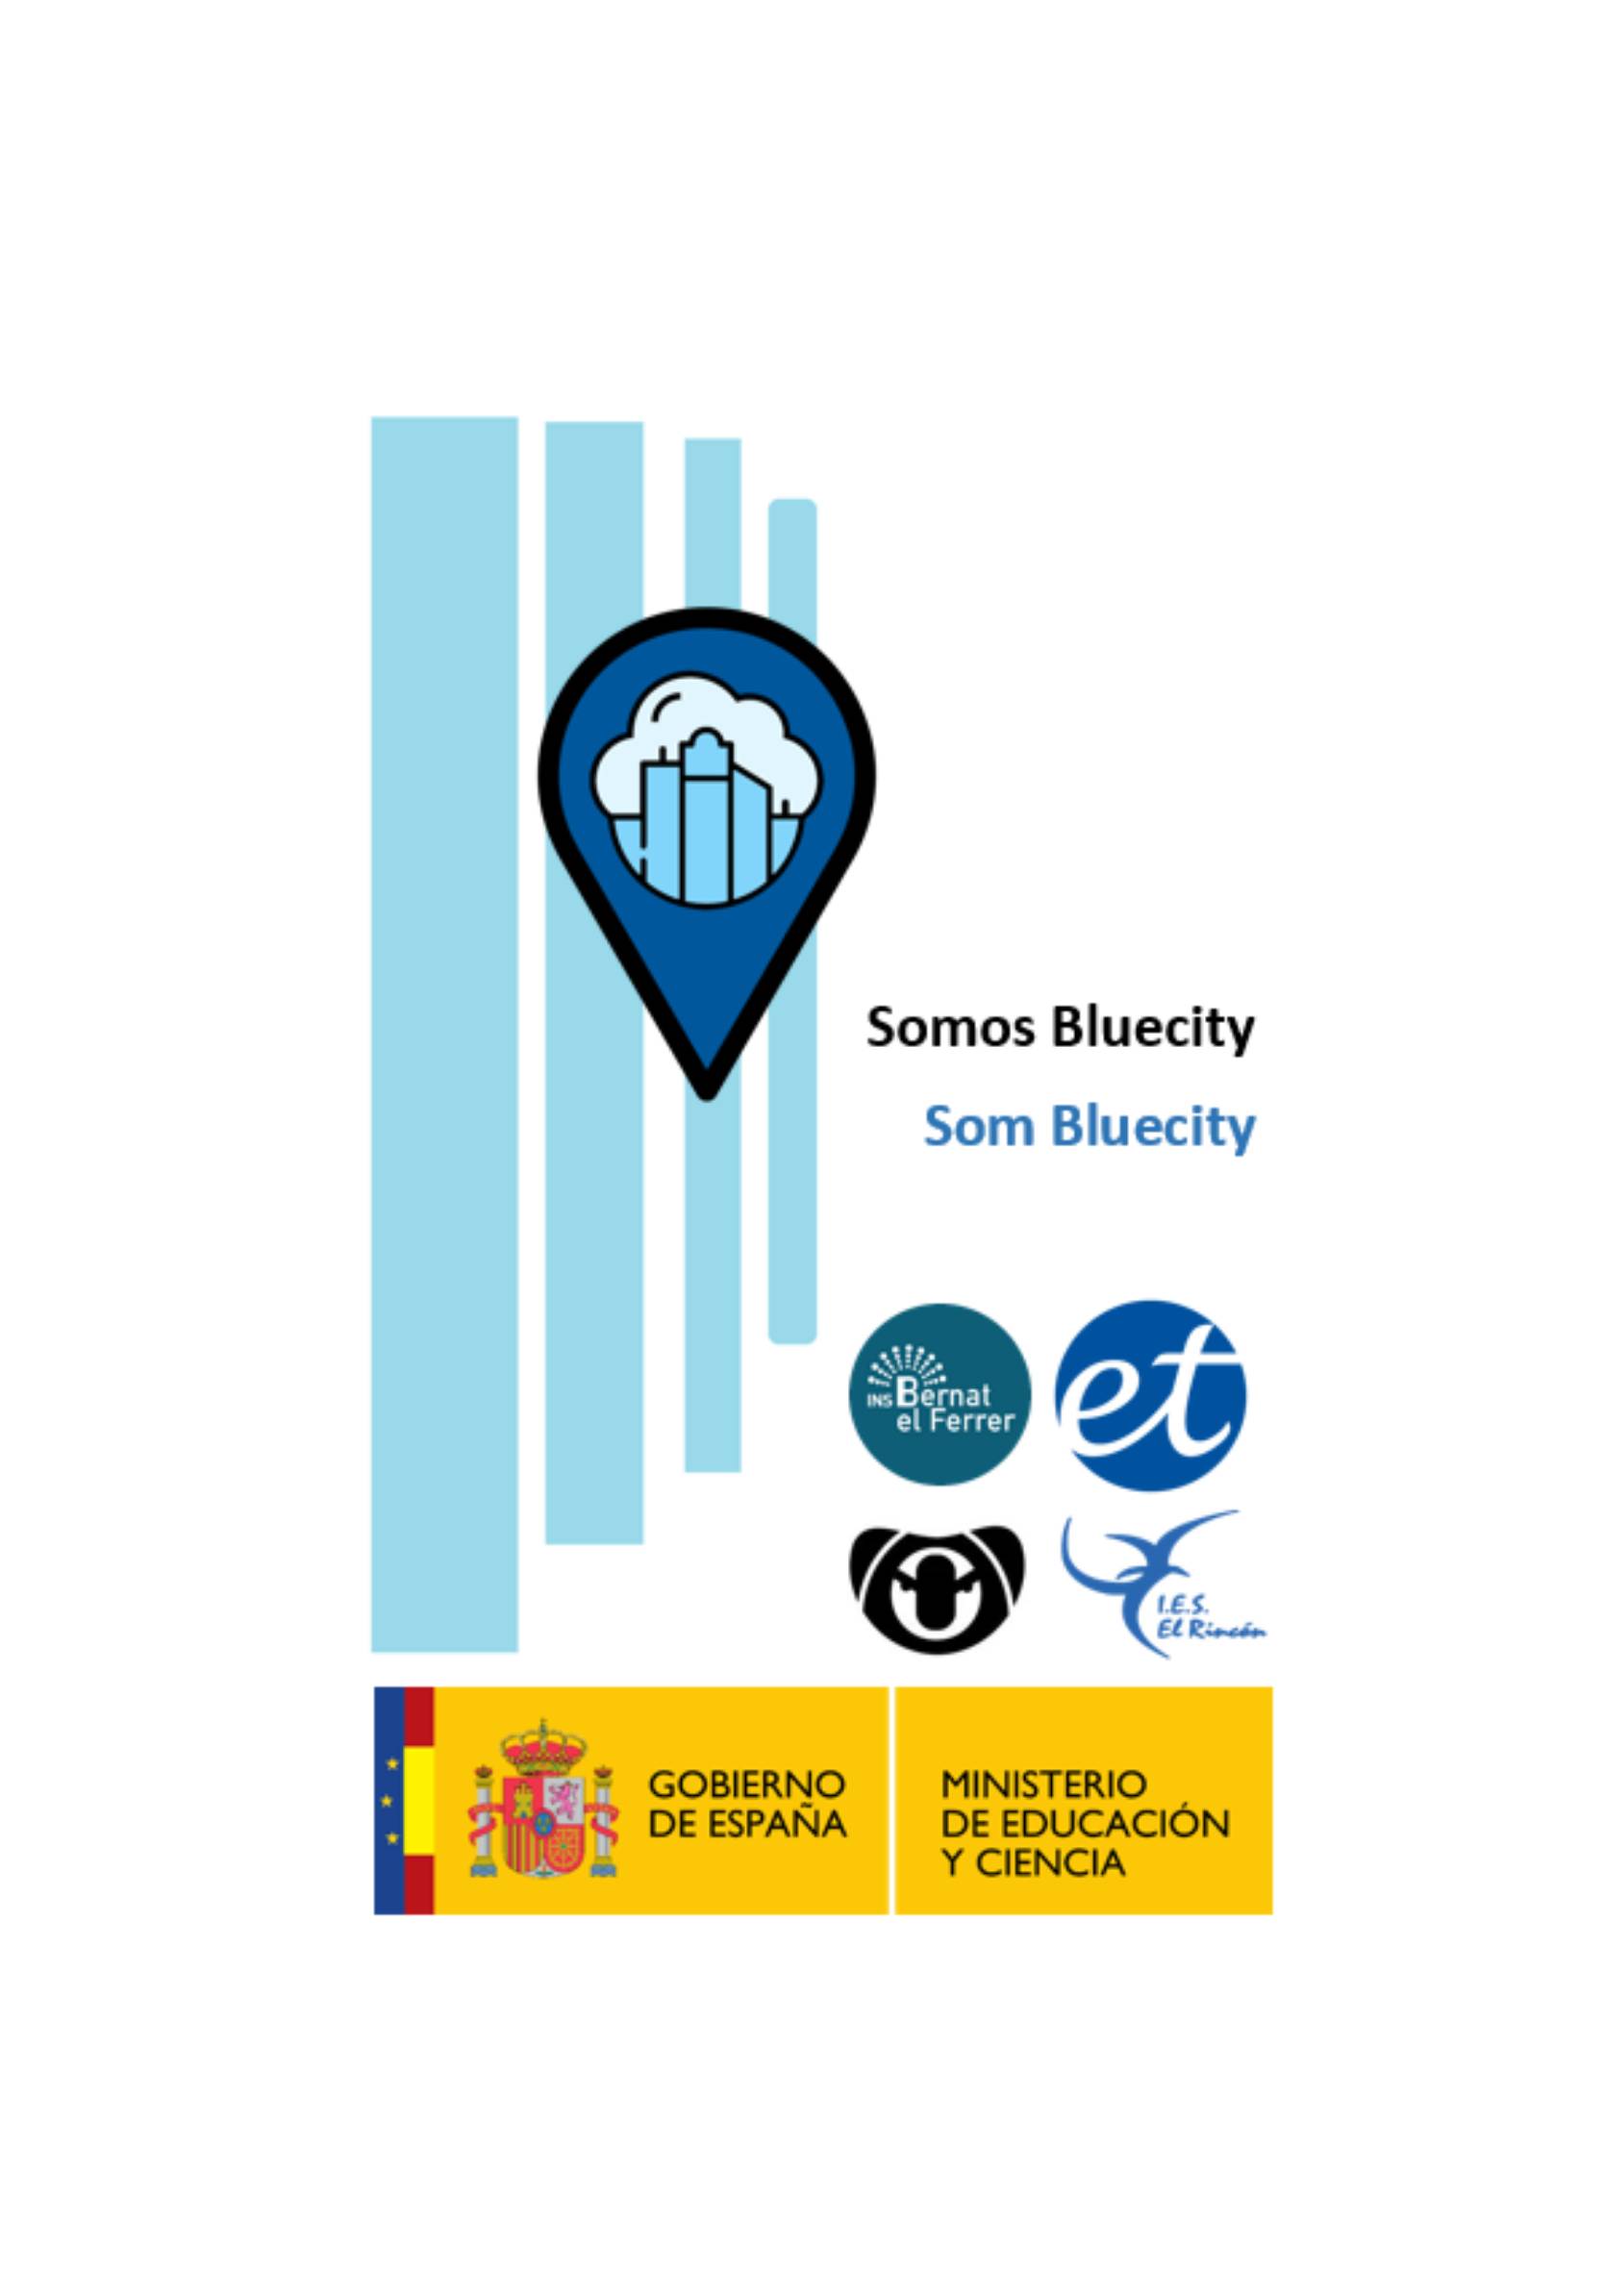 Somos Bluecity
Som Bluecity
INS Bernat
el Ferrer
et
I.E.S.
El Rincón
GOBIERNO
DE ESPAÑA
MINISTERIO
DE EDUCACIÓN
Y CIENCIA